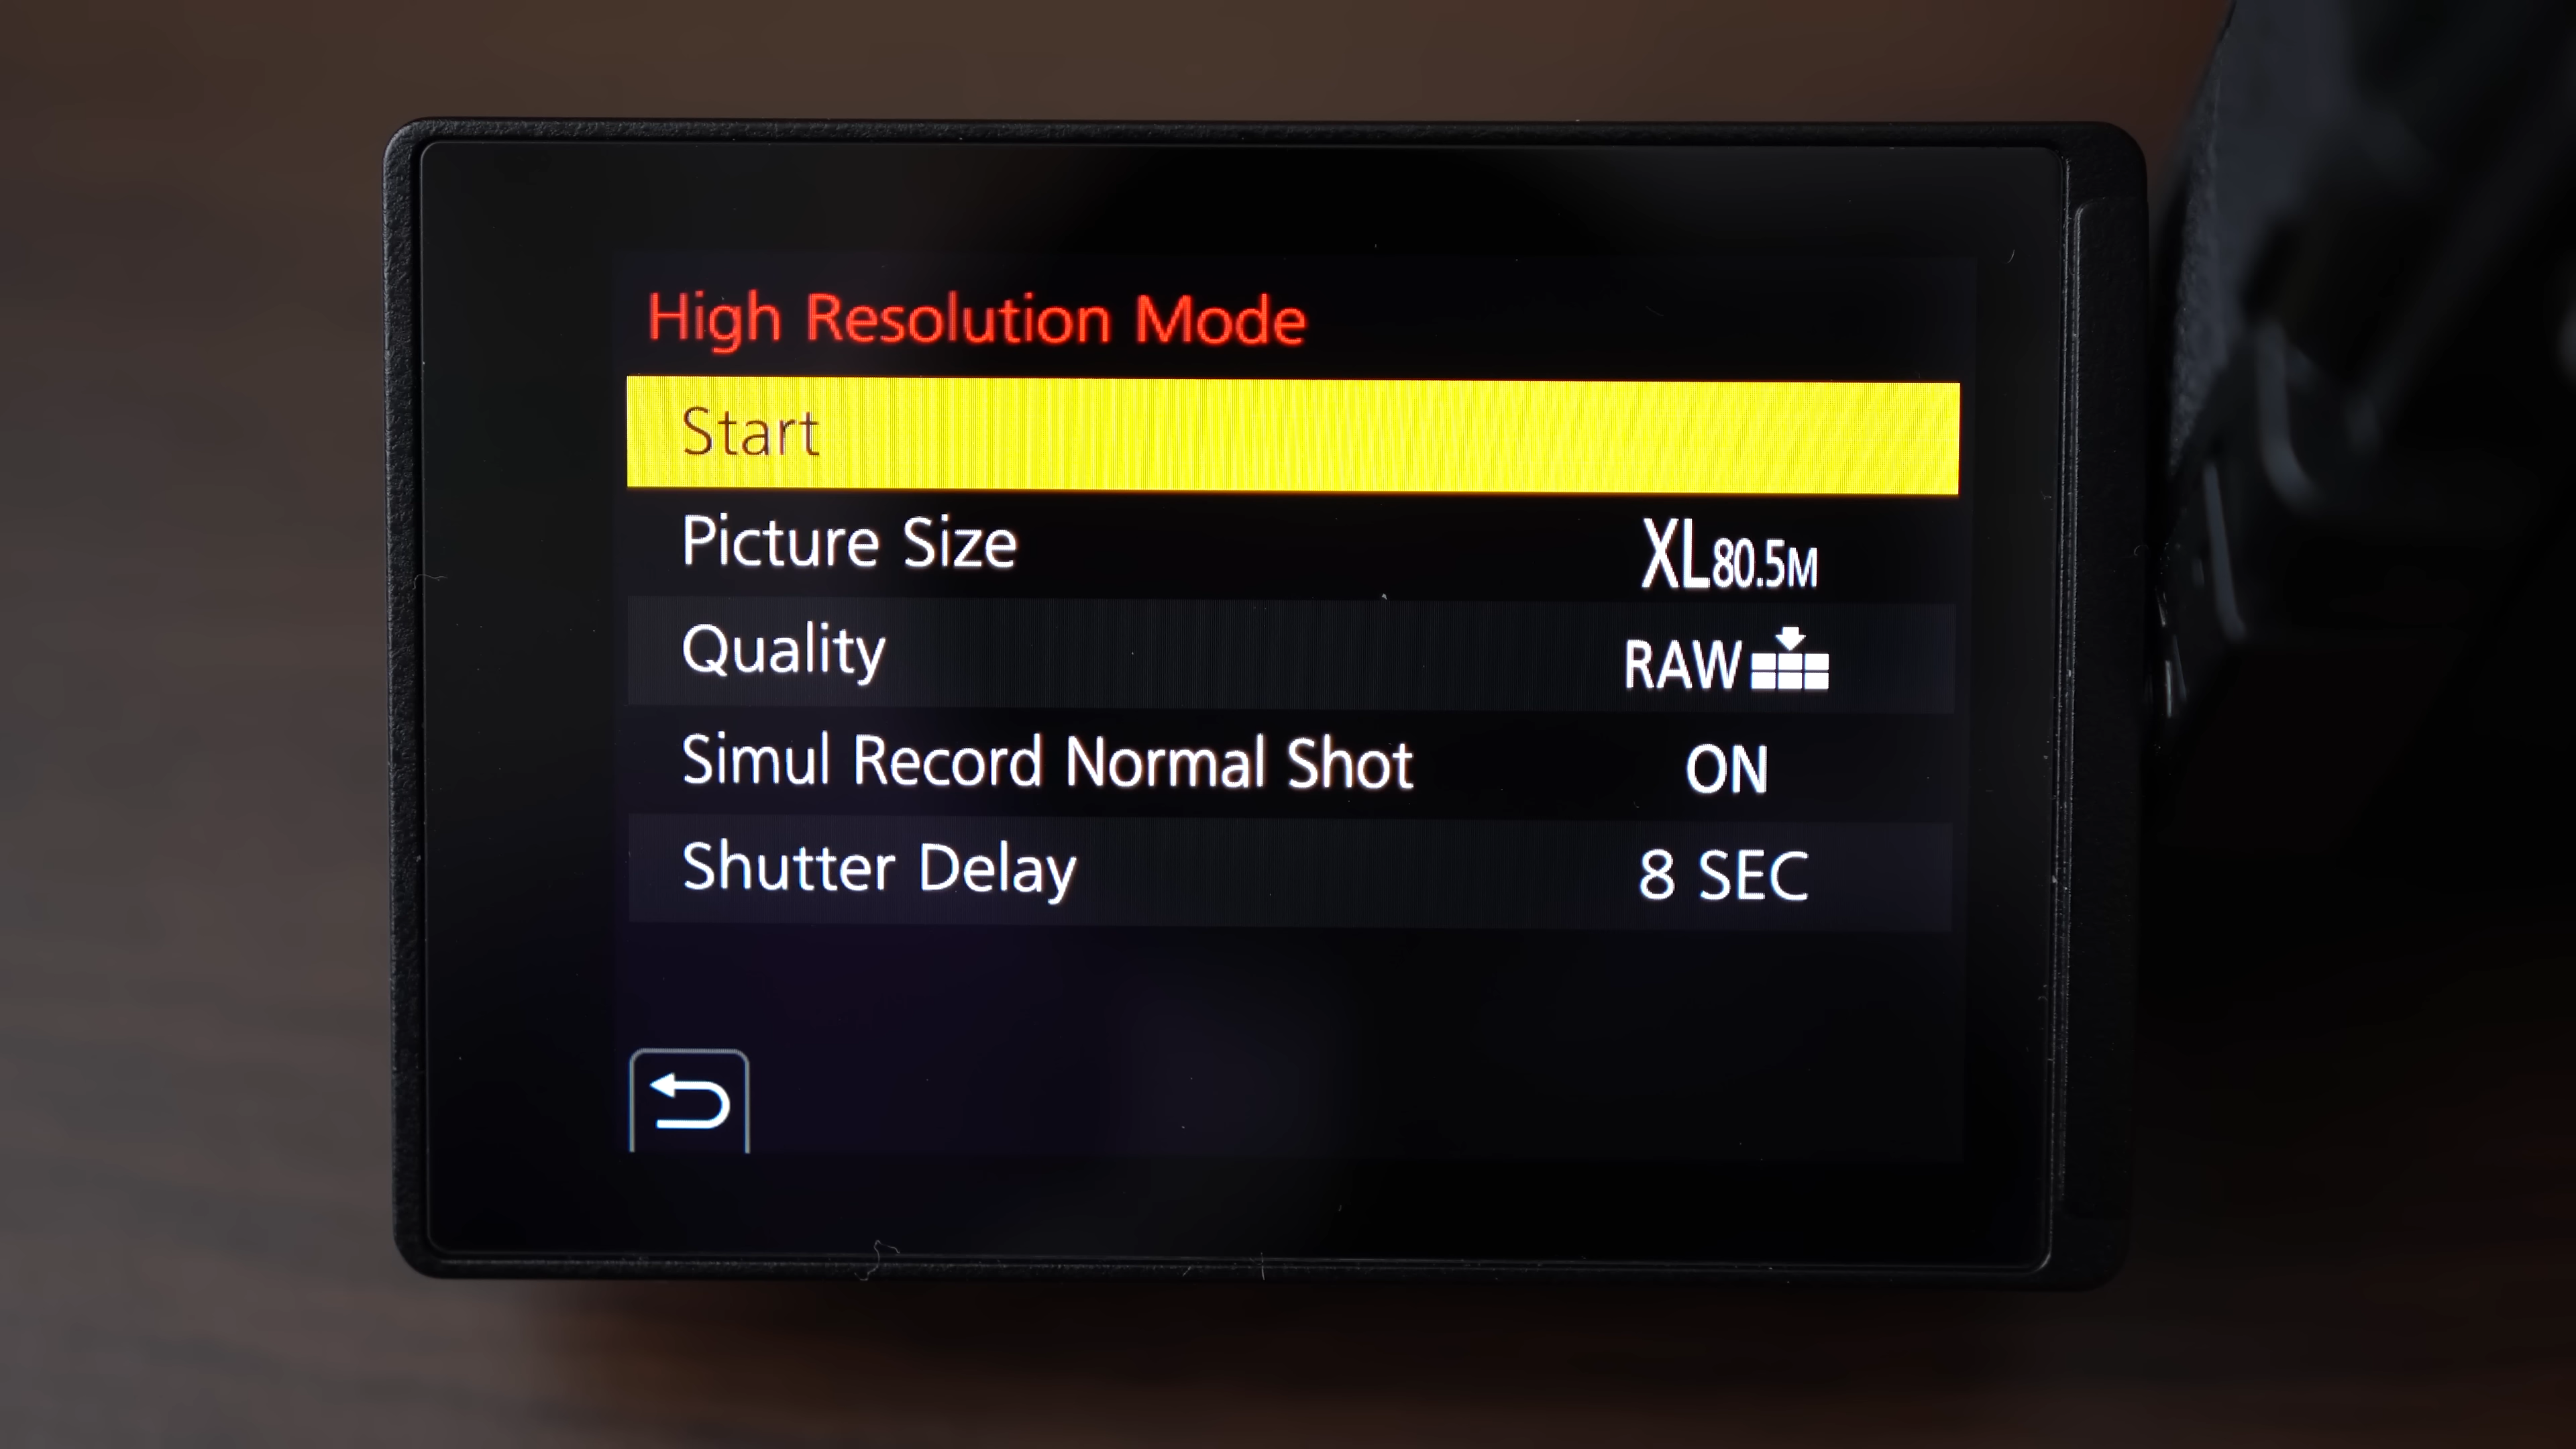 High Resolution Mode
Start
Picture Size XL80.5M
Quality RAW
Simul Record Normal Shot ON
Shutter Delay 8 SEC